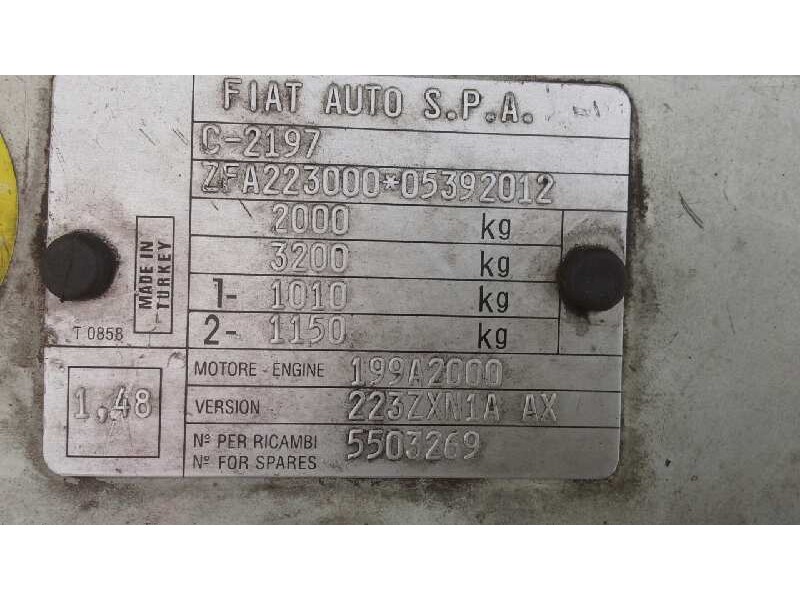 FIAT AUTO S.P.A.
C-2197
ZFA223000*05392012
2000 kg
3200 kg
1- 1010 kg
2- 1150 kg
MADE IN
TURKEY
T 0858
1,48
MOTORE - ENGINE 199A2000
VERSION 223ZXN1A AX
Nº PER RICAMBI
Nº FOR SPARES
5503269